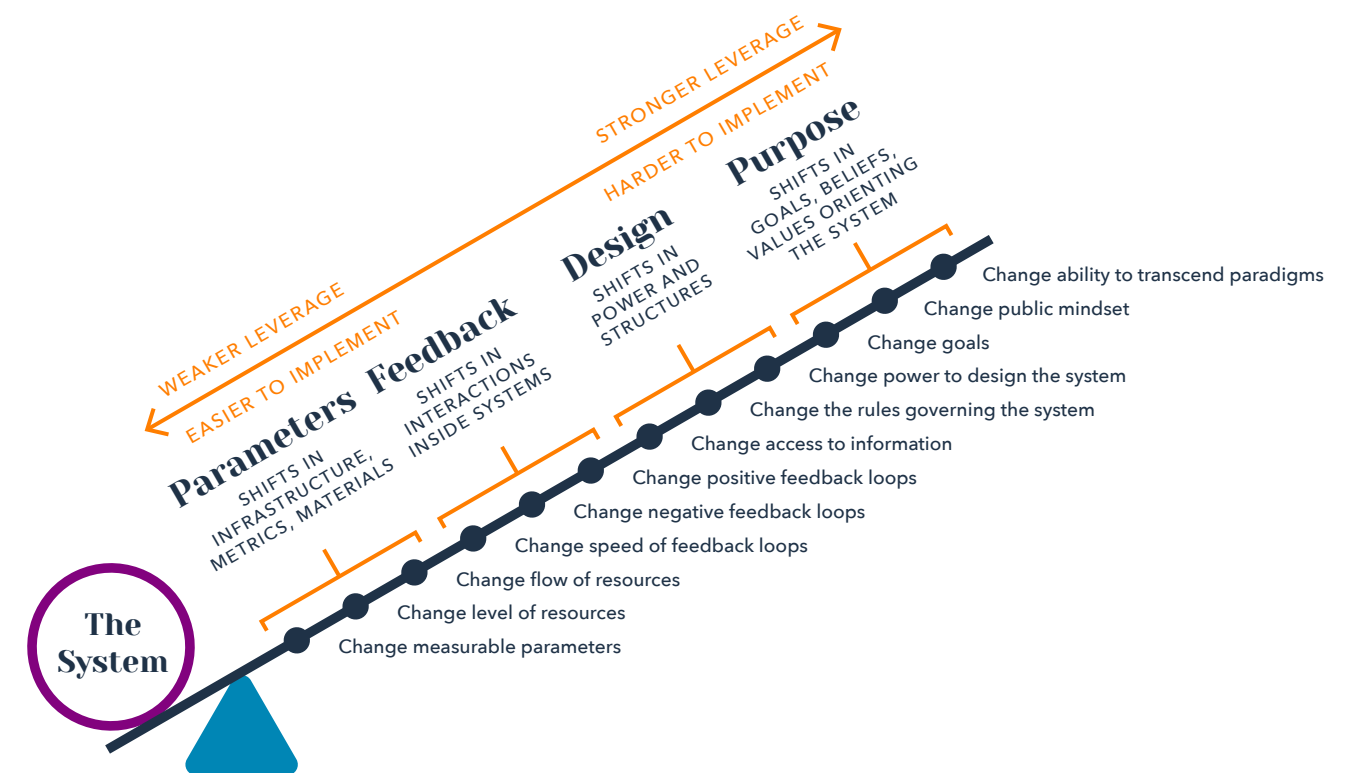 STRONGER LEVERAGE
HARDER TO IMPLEMENT
WEAKER LEVERAGE
EASIER TO IMPLEMENT
Purpose
SHIFTS IN
GOALS, BELIEFS,
VALUES ORIENTING
THE SYSTEM
Design
SHIFTS IN
POWER AND
STRUCTURES
Feedback
SHIFTS IN
INTERACTIONS
INSIDE SYSTEMS
Parameters
SHIFTS IN
INFRASTRUCTURE,
METRICS, MATERIALS
Change ability to transcend paradigms
Change public mindset
Change goals
Change power to design the system
Change the rules governing the system
Change access to information
Change positive feedback loops
Change negative feedback loops
Change speed of feedback loops
Change flow of resources
Change level of resources
Change measurable parameters
The
System